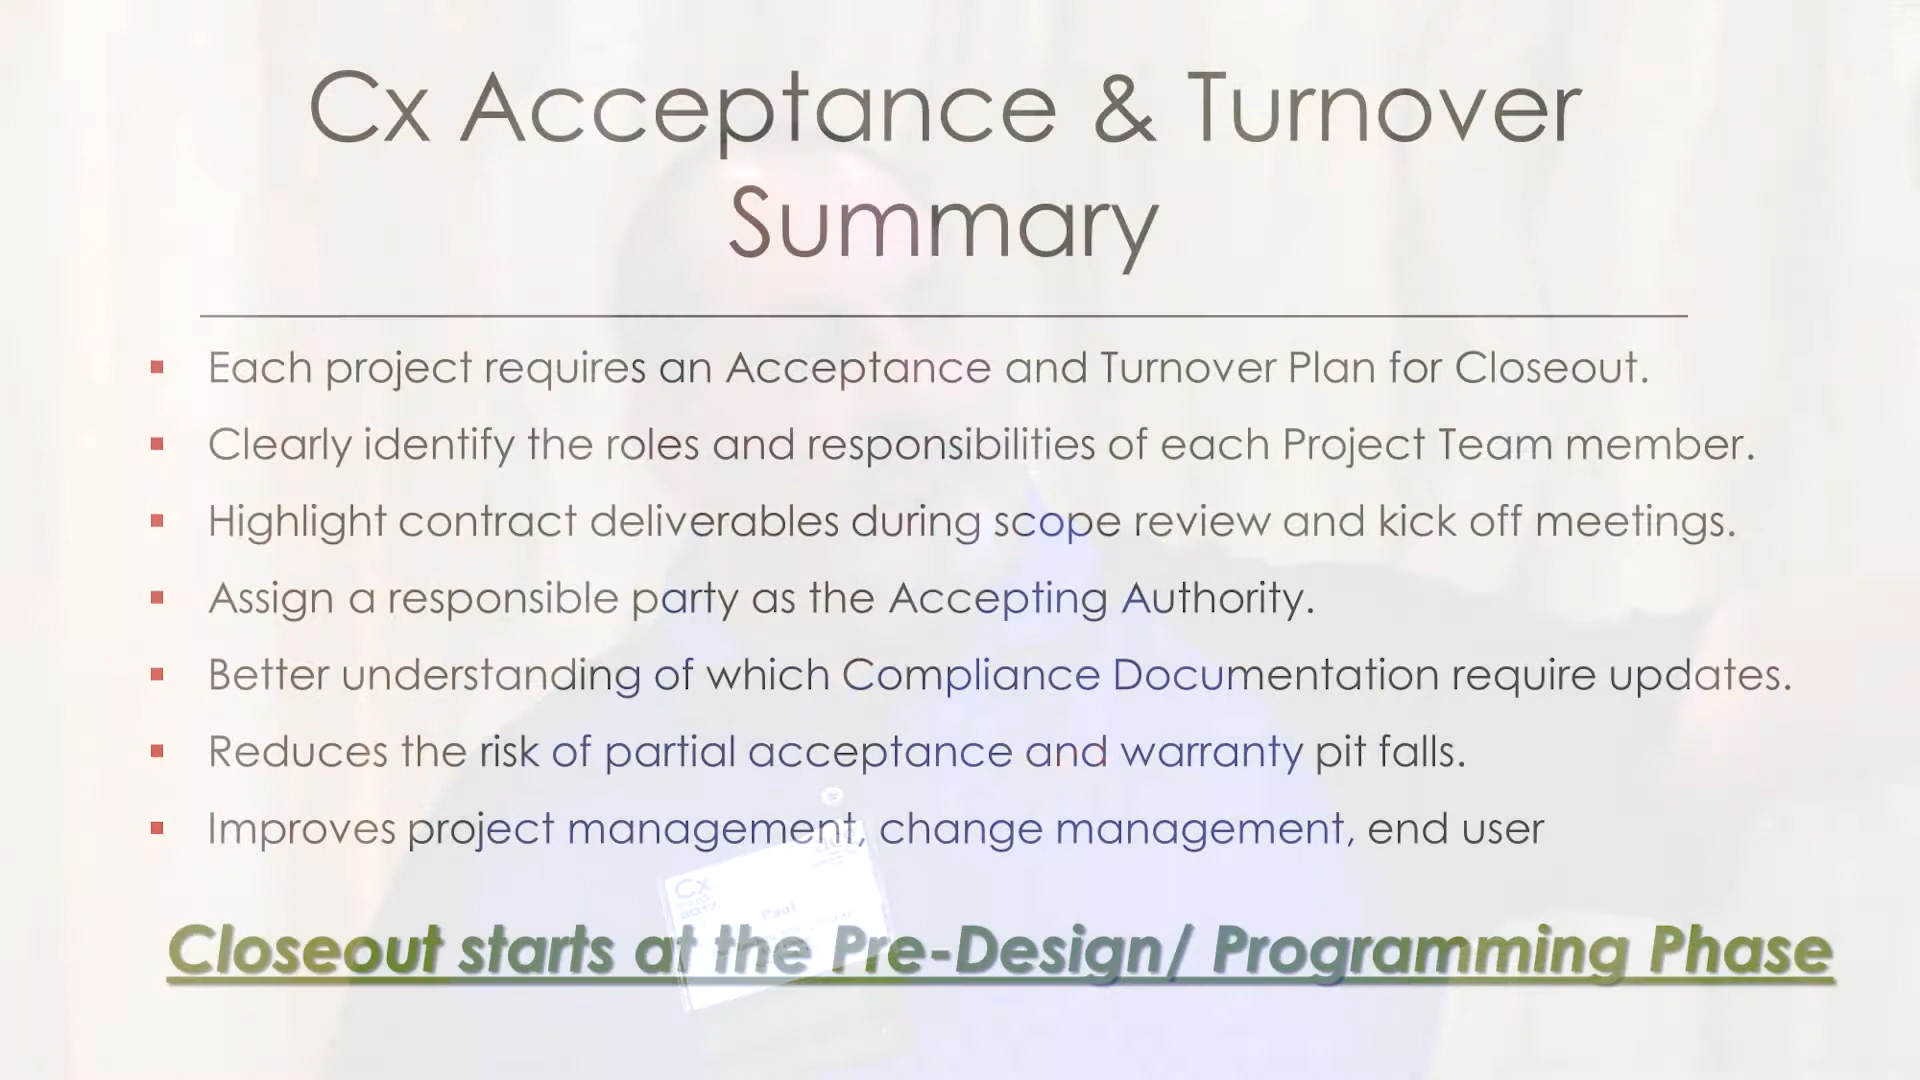 Cx Acceptance & Turnover
Summary
Each project requires an Acceptance and Turnover Plan for Closeout.
Clearly identify the roles and responsibilities of each Project Team member.
Highlight contract deliverables during scope review and kick off meetings.
Assign a responsible party as the Accepting Authority.
Better understanding of which Compliance Documentation require updates.
Reduces the risk of partial acceptance and warranty pit falls.
Improves project management, change management, end user
Cx
2017
Paul
Closeout starts at the Pre-Design/ Programming Phase